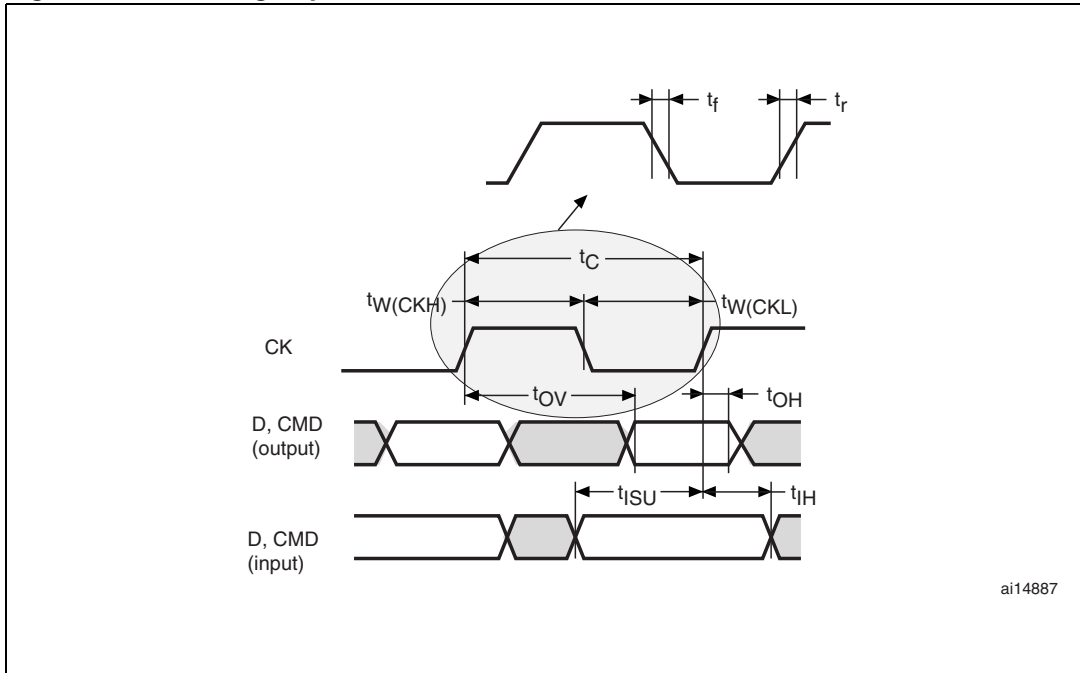 tf
tr
tC
tW(CKH)
tW(CKL)
CK
tOV
tOH
D, CMD
(output)
tISU
tIH
D, CMD
(input)
ai14887